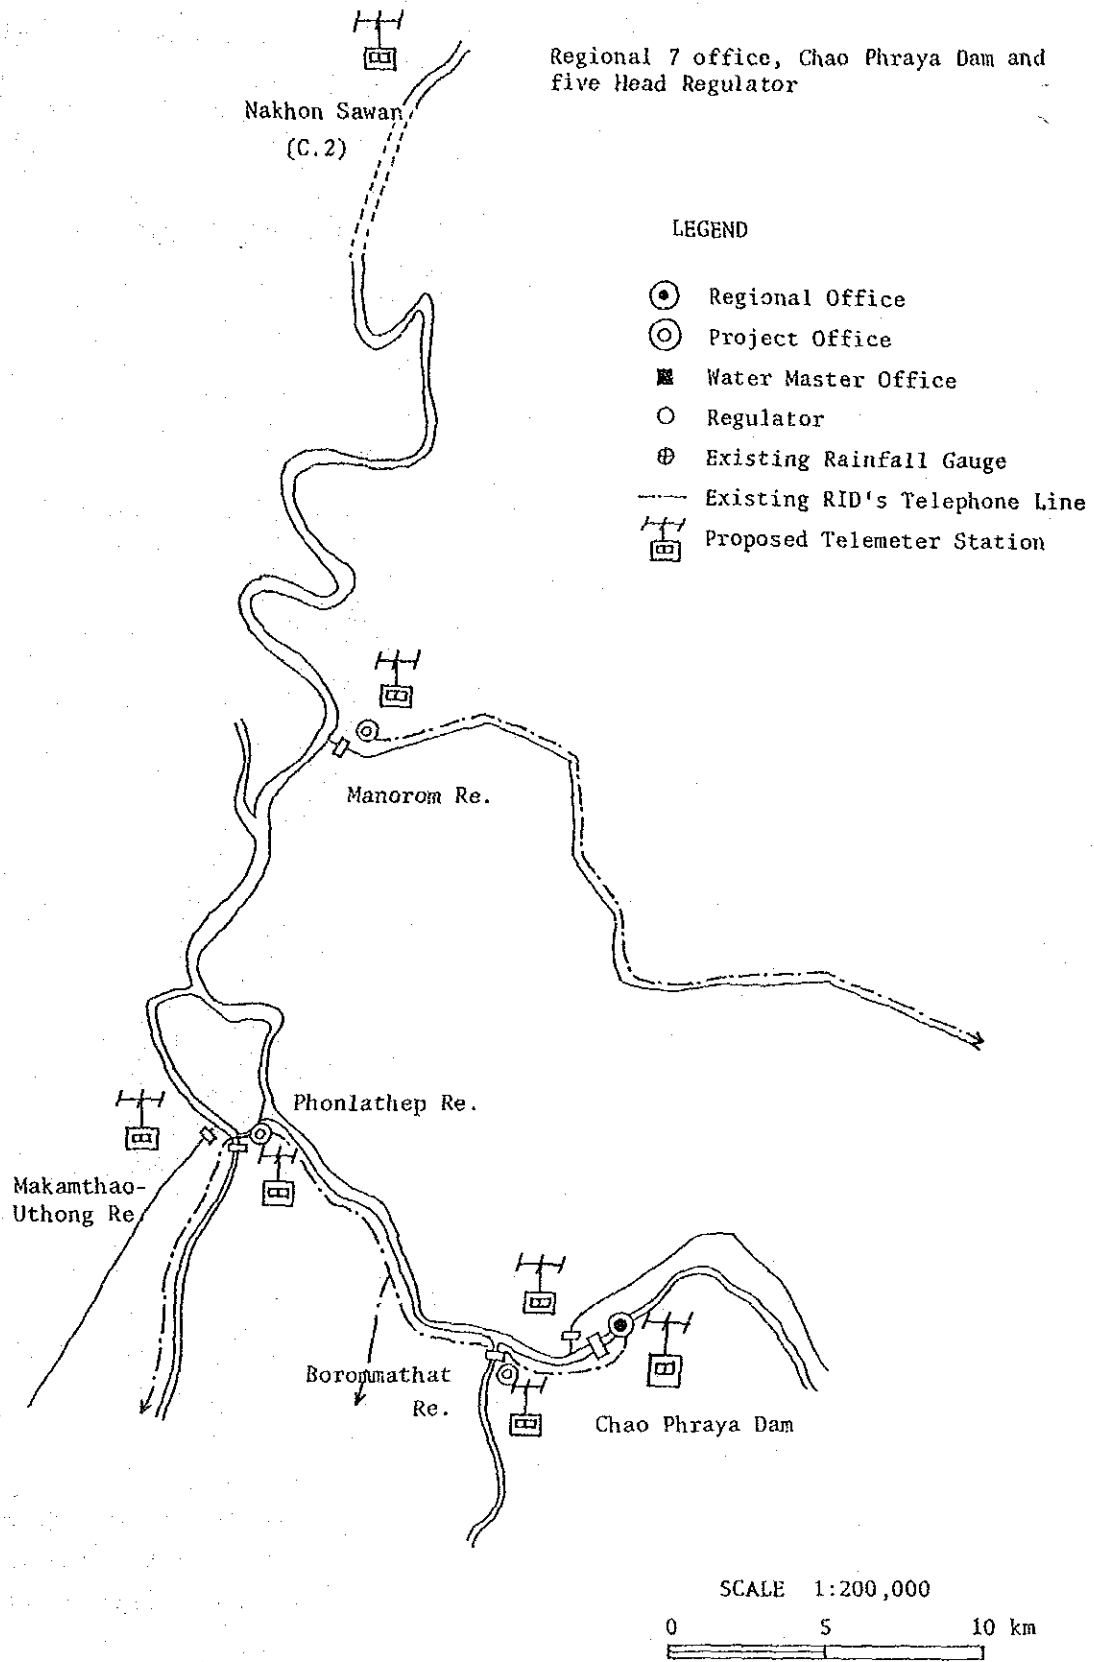 Regional 7 office, Chao Phraya Dam and
five Head Regulator
Nakhon Sawan
(C.2)
LEGEND
Regional Office
Project Office
Water Master Office
Regulator
Existing Rainfall Gauge
Existing RID's Telephone Line
Proposed Telemeter Station
Manorom Re.
Phonlathep Re.
Makamthao-
Uthong Re.
Borommathat
Re.
Chao Phraya Dam
SCALE 1:200,000
0 5 10 km